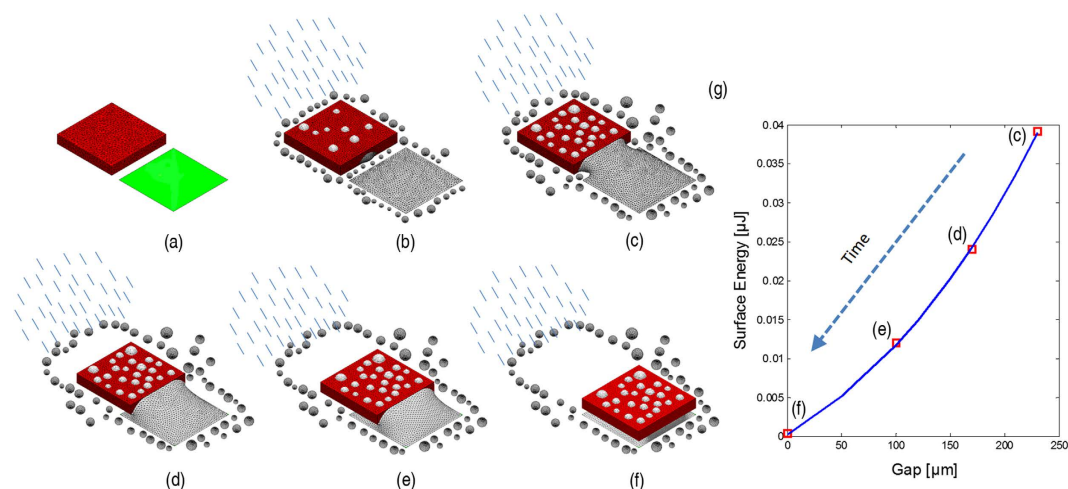 (a)
(b)
(c)
(d)
(e)
(f)
(g)
0.04
0.035
0.03
0.025
0.02
0.015
0.01
0.005
0
Surface Energy [µJ]
(c)
(d)
(e)
(f)
Time
0 50 100 150 200 250
Gap [µm]